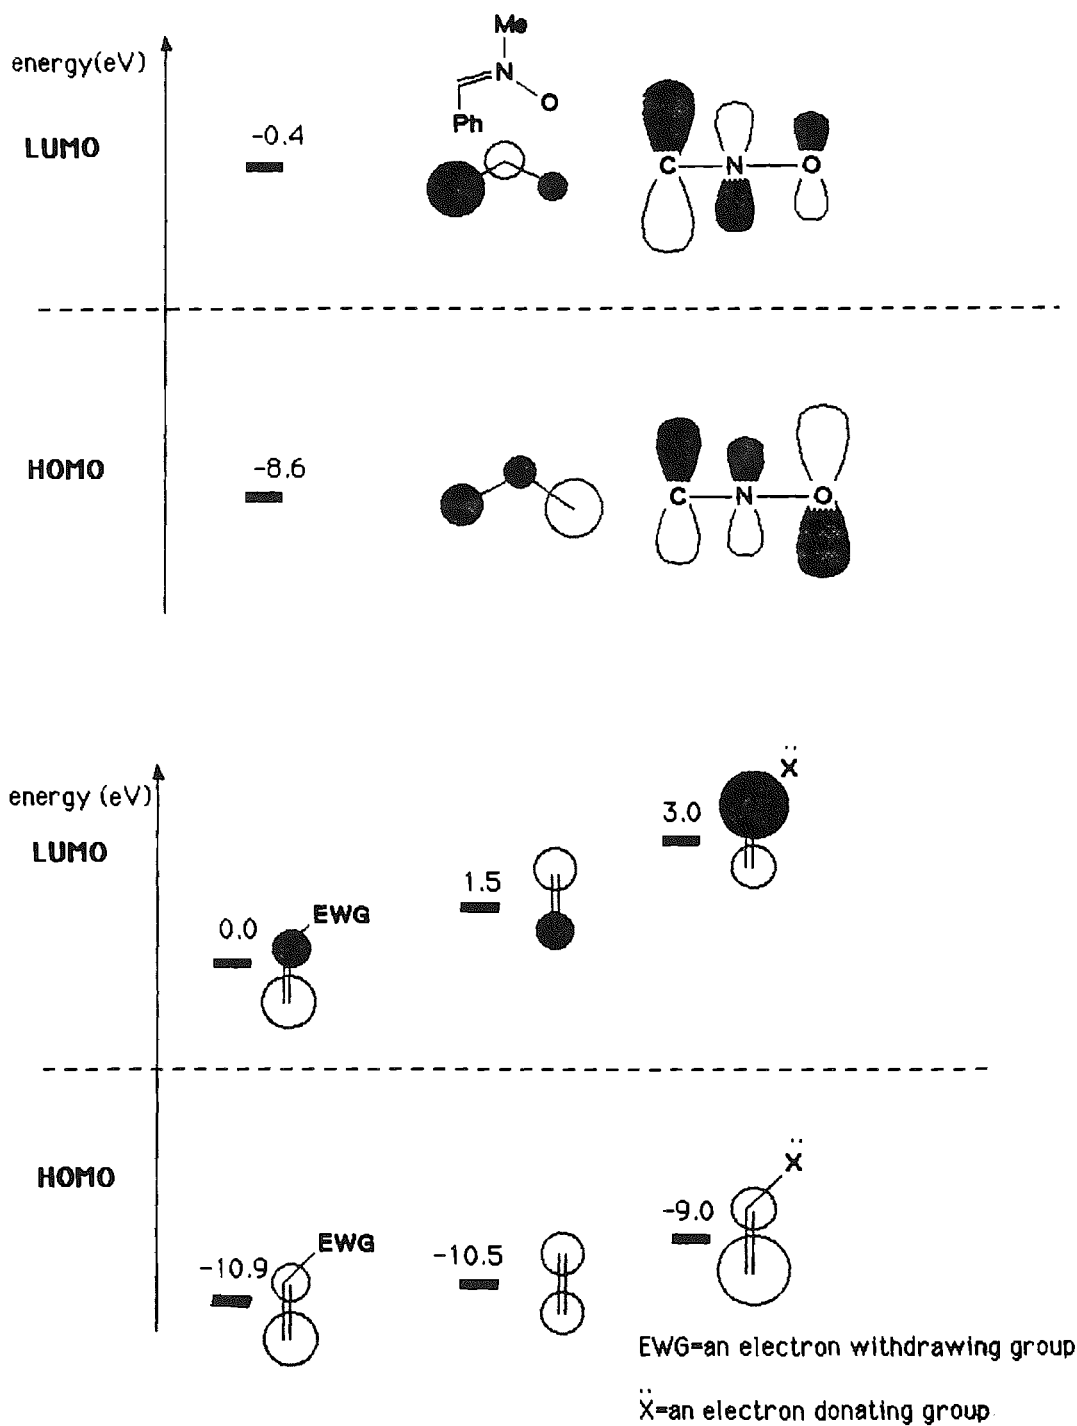 Me
energy(eV)
N
O
Ph
-0.4
LUMO
C N O
HOMO
-8.6
C N O
Ẍ
energy (eV)
3.0
LUMO
1.5
EWG
0.0
Ẍ
HOMO
-9.0
EWG
-10.5
-10.9
EWG=an electron withdrawing group
Ẍ=an electron donating group